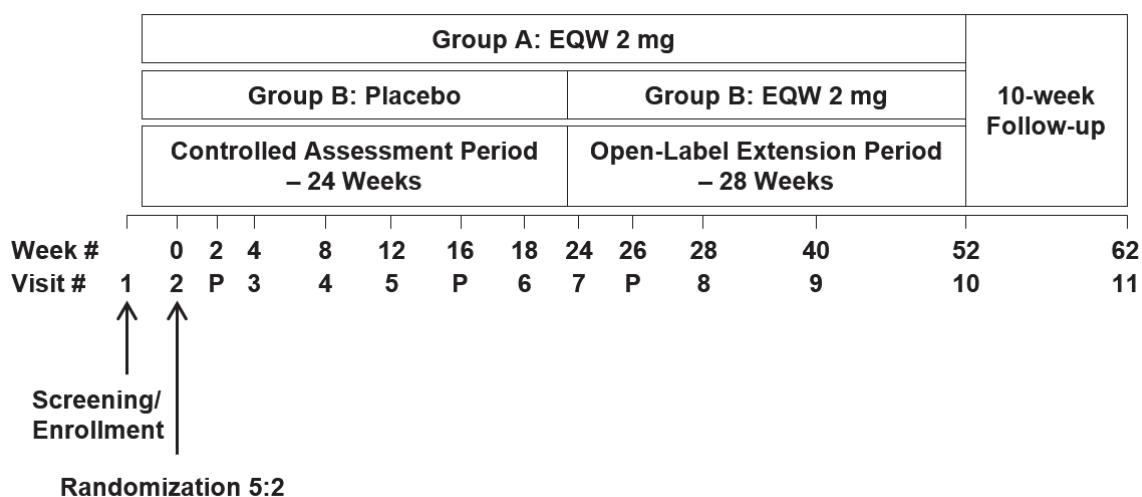 Group A: EQW 2 mg
Group B: Placebo
Group B: EQW 2 mg
10-week
Follow-up
Controlled Assessment Period
– 24 Weeks
Open-Label Extension Period
– 28 Weeks
Week # 0 2 4 8 12 16 18 24 26 28 40 52 62
Visit # 1 2 P 3 4 5 P 6 7 P 8 9 10 11
Screening/
Enrollment
Randomization 5:2